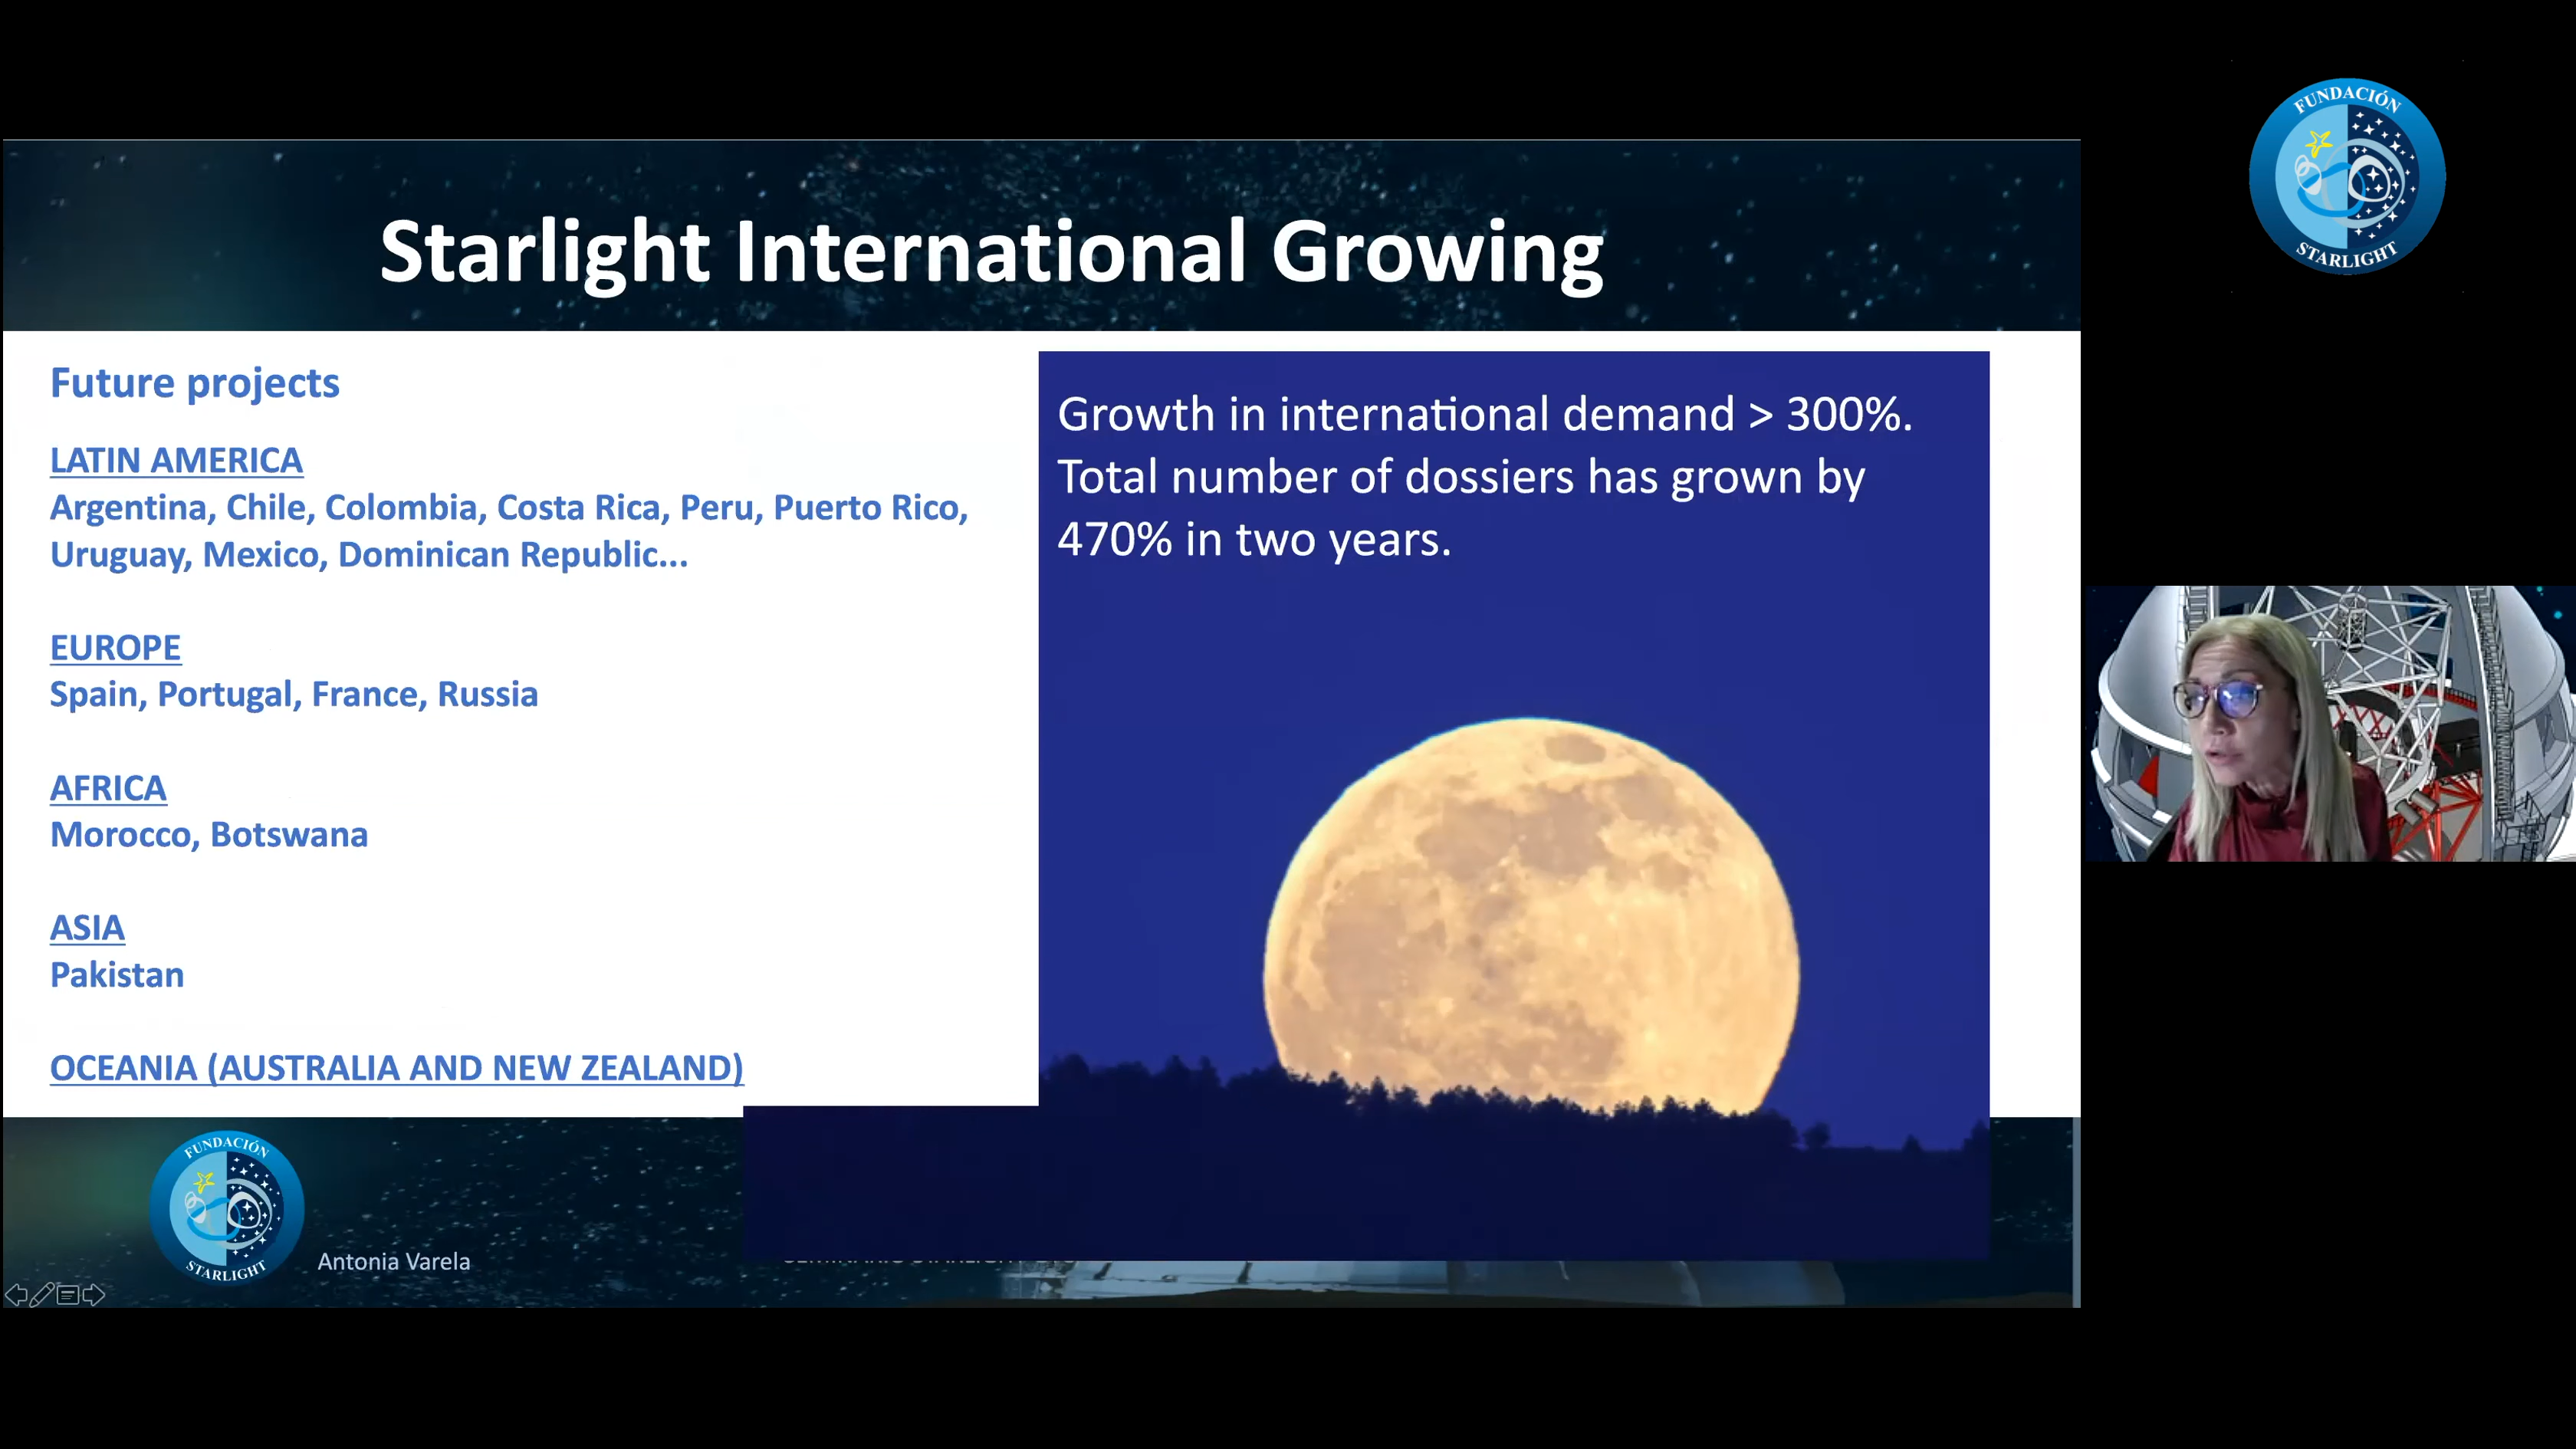 Starlight International Growing
Future projects
LATIN AMERICA
Argentina, Chile, Colombia, Costa Rica, Peru, Puerto Rico,
Uruguay, Mexico, Dominican Republic...
EUROPE
Spain, Portugal, France, Russia
AFRICA
Morocco, Botswana
ASIA
Pakistan
OCEANIA (AUSTRALIA AND NEW ZEALAND)
Growth in international demand > 300%.
Total number of dossiers has grown by
470% in two years.
FUNDACIÓN
STARLIGHT
Antonia Varela
FUNDACIÓN
STARLIGHT